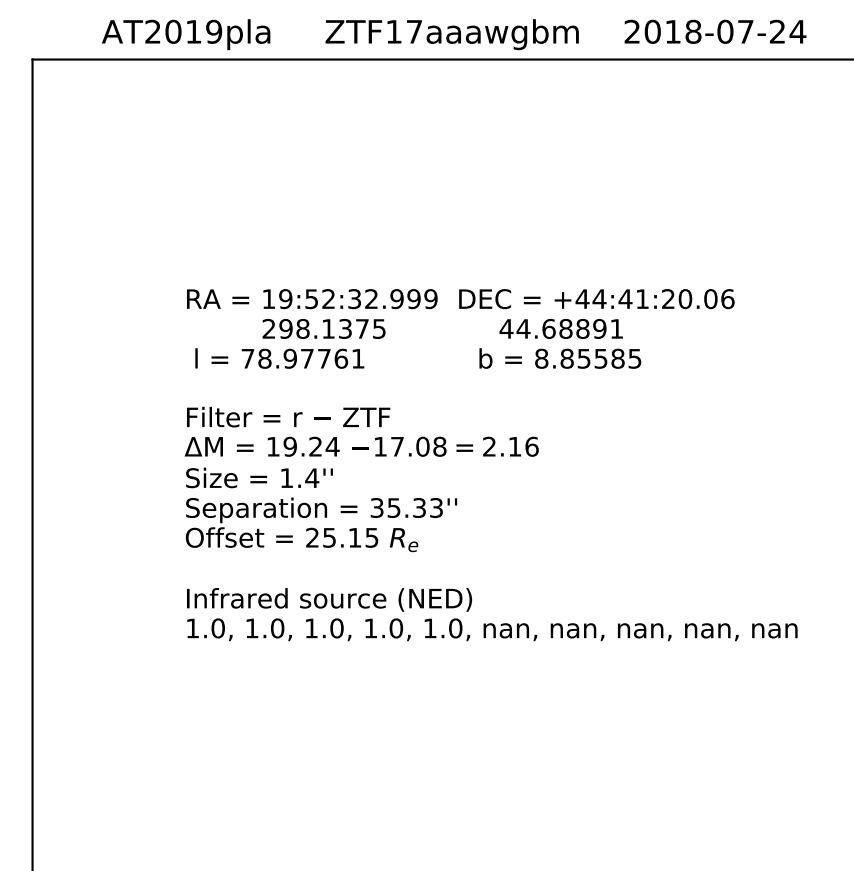 AT2019pla ZTF17aaawgbm 2018-07-24
RA = 19:52:32.999 DEC = +44:41:20.06
298.1375 44.68891
l = 78.97761 b = 8.85585
Filter = r − ZTF
ΔM = 19.24 −17.08 = 2.16
Size = 1.4''
Separation = 35.33''
Offset = 25.15 Re
Infrared source (NED)
1.0, 1.0, 1.0, 1.0, 1.0, nan, nan, nan, nan, nan